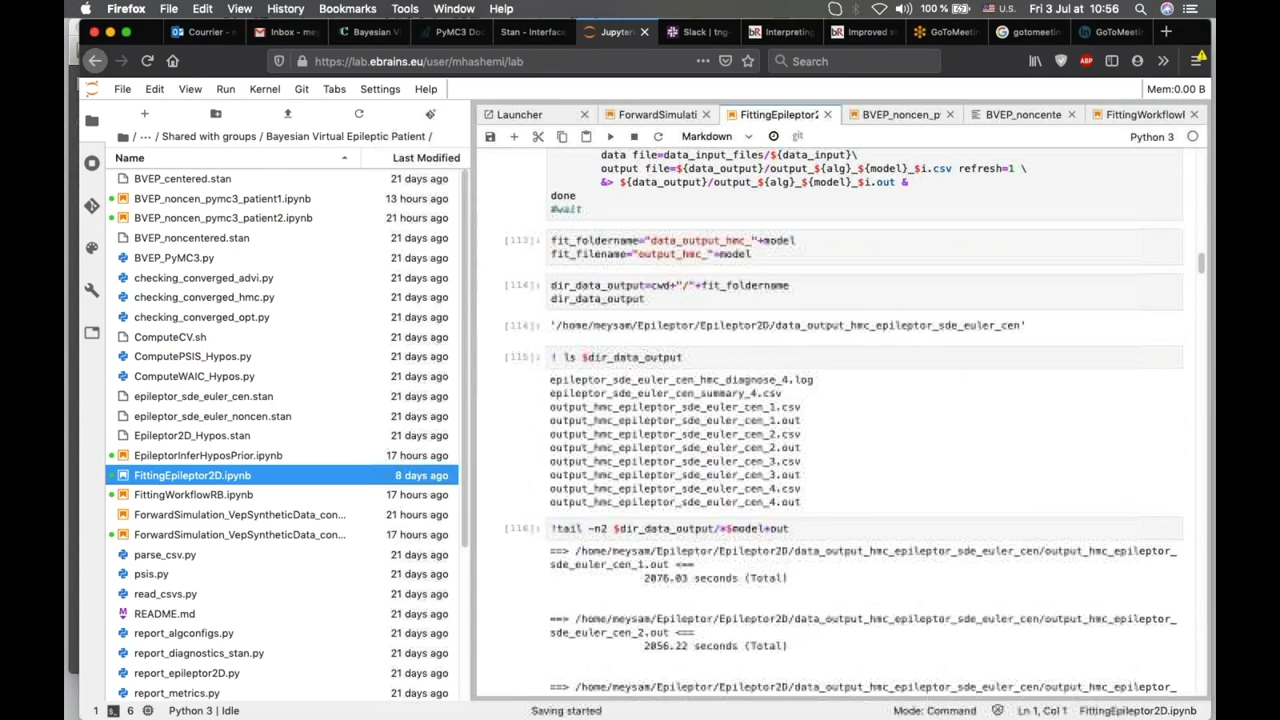 Firefox File Edit View History Bookmarks Tools Window Help 100 % U.S. Fri 3 Jul at 10:56
Courrier - Inbox - me Bayesian V PyMC3 Do Stan - Interface Jupyter Slack | tng- Interpreting Improved s GoToMeeti gotomeetin GoToMeeti
https://lab.ebrains.eu/user/mhashemi/lab Search
File Edit View Run Kernel Git Tabs Settings Help Mem:0.00 B
Launcher ForwardSimulati FittingEpileptor2 BVEP_noncen_p BVEP_noncente FittingWorkflowR
/ ... / Shared with groups / Bayesian Virtual Epileptic Patient /
Markdown git Python 3
Name Last Modified
BVEP_centered.stan 21 days ago
BVEP_noncen_pymc3_patient1.ipynb 13 hours ago
BVEP_noncen_pymc3_patient2.ipynb 21 hours ago
BVEP_noncentered.stan 21 days ago
BVEP_PyMC3.py 21 days ago
checking_converged_advi.py 21 days ago
checking_converged_hmc.py 21 days ago
checking_converged_opt.py 21 days ago
ComputeCV.sh 21 days ago
ComputePSIS_Hypos.py 21 days ago
ComputeWAIC_Hypos.py 21 days ago
epileptor_sde_euler_cen.stan 21 days ago
epileptor_sde_euler_noncen.stan 21 days ago
Epileptor2D_Hypos.stan 21 days ago
EpileptorInferHyposPrior.ipynb 17 hours ago
FittingEpileptor2D.ipynb 8 days ago
FittingWorkflowRB.ipynb 17 hours ago
ForwardSimulation_VepSyntheticData_con... 21 hours ago
ForwardSimulation_VepSyntheticData_con... 17 hours ago
parse_csv.py 21 days ago
psis.py 21 days ago
read_csvs.py 21 days ago
README.md 21 days ago
report_algconfigs.py 21 days ago
report_diagnostics_stan.py 21 days ago
report_epileptor2D.py 21 days ago
report_metrics.py 21 days ago
data file=data_input_files/${data_input}\
output file=${data_output}/output_${alg}_${model}_$i.csv refresh=1 \
&> ${data_output}/output_${alg}_${model}_$i.out &
done
#wait
[113]: fit_foldername="data_output_hmc_"+model
fit_filename="output_hmc_"+model
[114]: dir_data_output=cwd+"/"+fit_foldername
dir_data_output
[114]: '/home/meysam/Epileptor/Epileptor2D/data_output_hmc_epileptor_sde_euler_cen'
[115]: ! ls $dir_data_output
epileptor_sde_euler_cen_hmc_diagnose_4.log
epileptor_sde_euler_cen_summary_4.csv
output_hmc_epileptor_sde_euler_cen_1.csv
output_hmc_epileptor_sde_euler_cen_1.out
output_hmc_epileptor_sde_euler_cen_2.csv
output_hmc_epileptor_sde_euler_cen_2.out
output_hmc_epileptor_sde_euler_cen_3.csv
output_hmc_epileptor_sde_euler_cen_3.out
output_hmc_epileptor_sde_euler_cen_4.csv
output_hmc_epileptor_sde_euler_cen_4.out
[116]: !tail -n2 $dir_data_output/*$model*out
==> /home/meysam/Epileptor/Epileptor2D/data_output_hmc_epileptor_sde_euler_cen/output_hmc_epileptor_
sde_euler_cen_1.out <==
2076.03 seconds (Total)
==> /home/meysam/Epileptor/Epileptor2D/data_output_hmc_epileptor_sde_euler_cen/output_hmc_epileptor_
sde_euler_cen_2.out <==
2056.22 seconds (Total)
==> /home/meysam/Epileptor/Epileptor2D/data_output_hmc_epileptor_sde_euler_cen/output_hmc_epileptor_
1 6 Python 3 | Idle Saving started Mode: Command Ln 1, Col 1 FittingEpileptor2D.ipynb